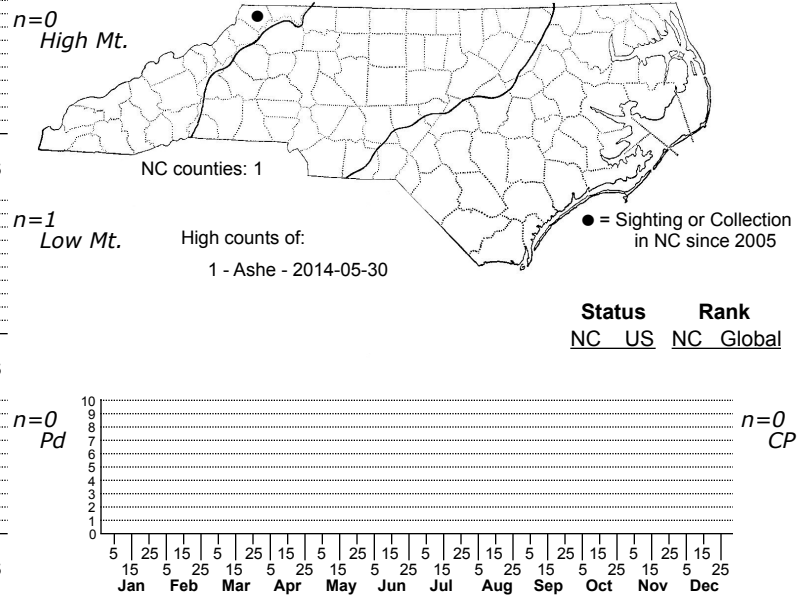 n=0
High Mt.
NC counties: 1
n=1
Low Mt.
High counts of:
1 - Ashe - 2014-05-30
● = Sighting or Collection
in NC since 2005
Status Rank
NC US NC Global
n=0
Pd
10
9
8
7
6
5
4
3
2
1
0
n=0
CP
5 25 15 5 25 15 5 25 15 5 25 15 5 25 15 5 25 15
15 5 25 15 5 25 15 5 25 15 5 25 15 5 25 15 5 25
Jan Feb Mar Apr May Jun Jul Aug Sep Oct Nov Dec